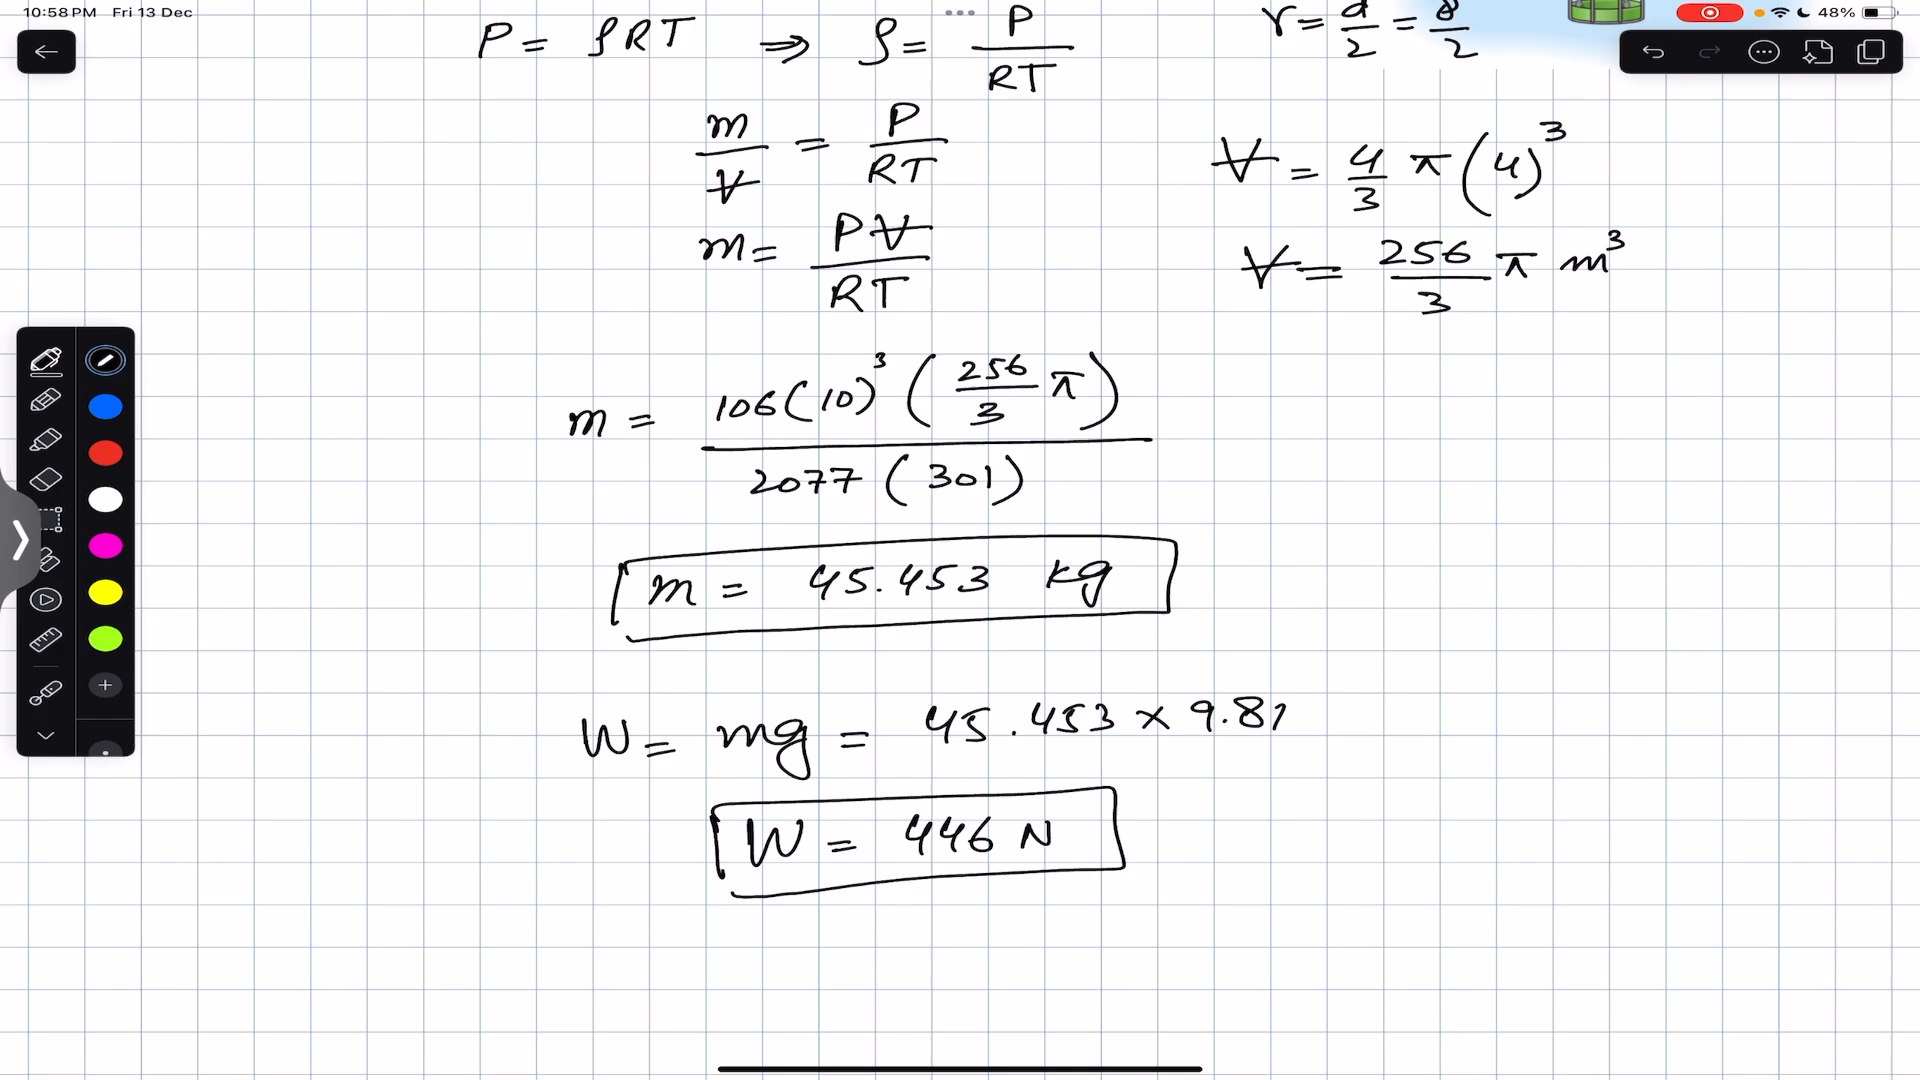 10:58 PM Fri 13 Dec
48%
P = ρRT ⇒ ρ = P/RT
r = d/2 = 8/2
m/V = P/RT
V = 4/3 π (4)³
m = PV/RT
V = 256/3 π m³
m = 106(10)³ (256/3 π) / 2077 (301)
m = 45.453 kg
W = mg = 45.453 × 9.81
W = 446 N